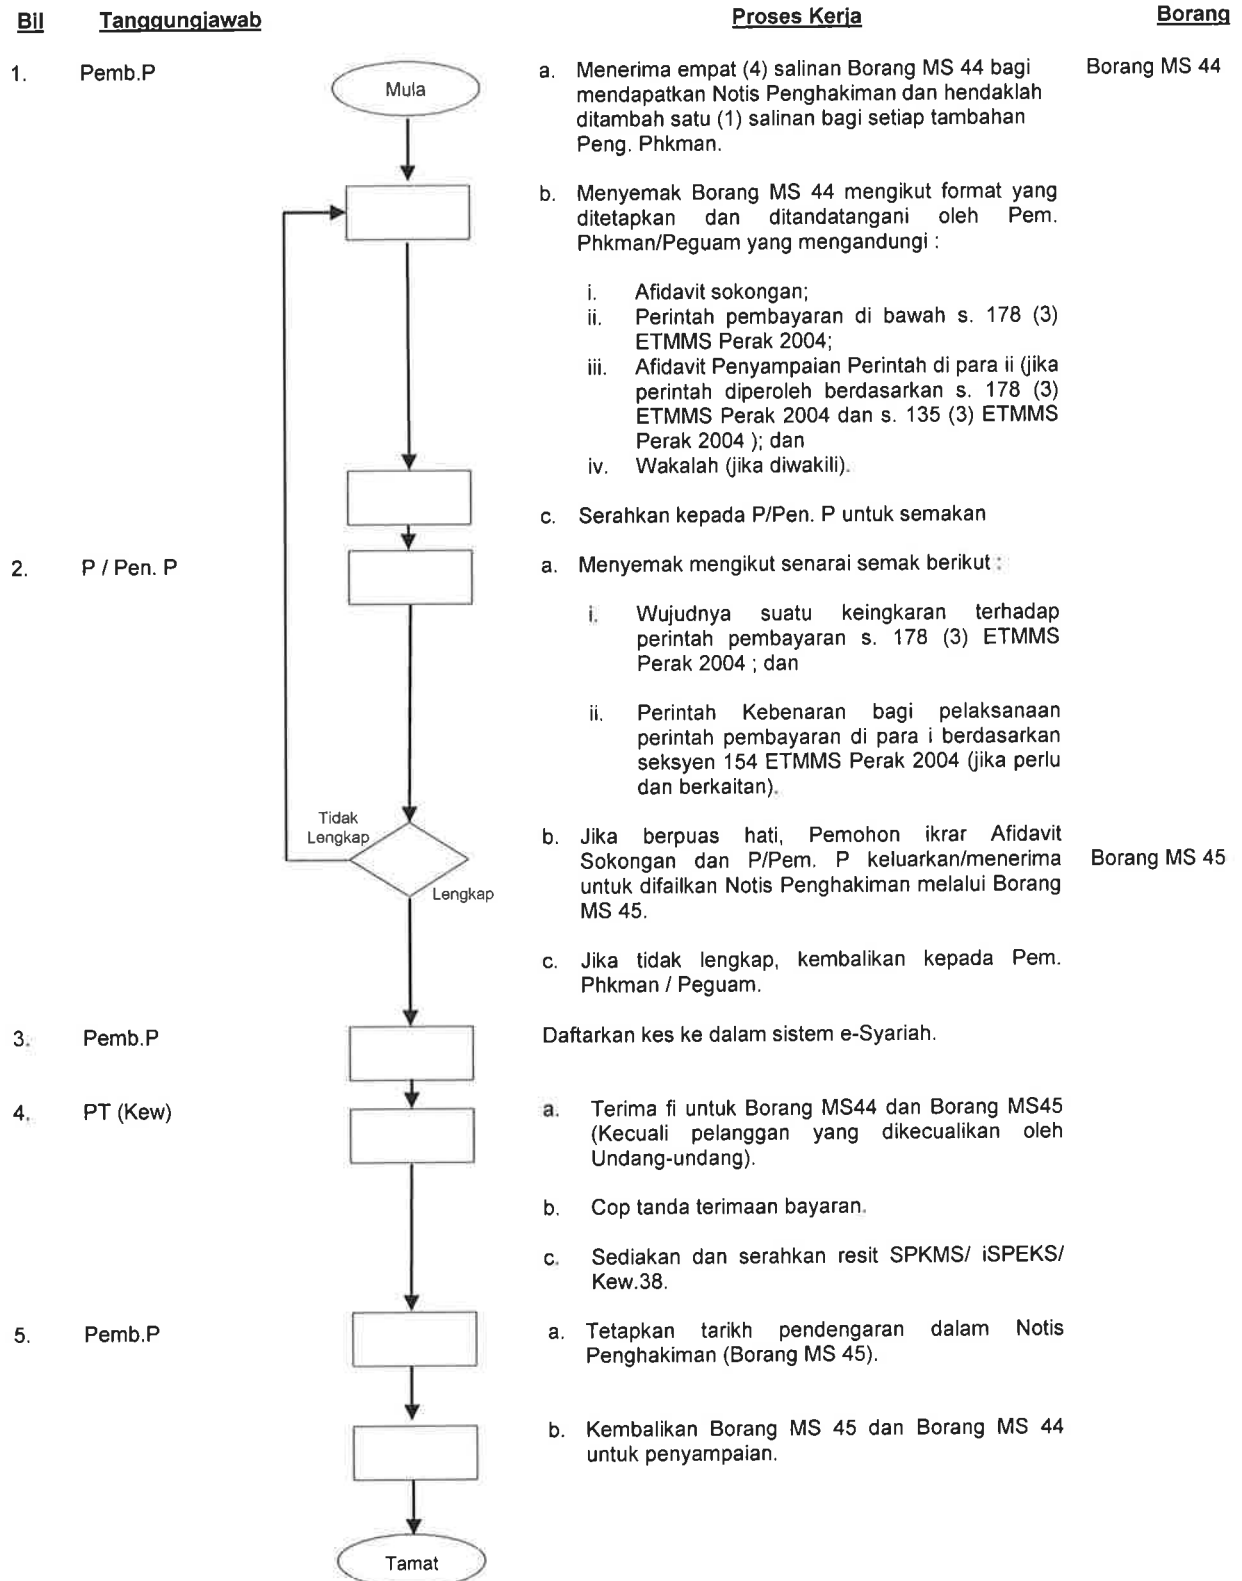 Bil Tanggungjawab Proses Kerja Borang
1. Pemb.P
Mula
a. Menerima empat (4) salinan Borang MS 44 bagi
mendapatkan Notis Penghakiman dan hendaklah
ditambah satu (1) salinan bagi setiap tambahan
Peng. Phkman.
Borang MS 44
b. Menyemak Borang MS 44 mengikut format yang
ditetapkan dan ditandatangani oleh Pem.
Phkman/Peguam yang mengandungi :
i. Afidavit sokongan;
ii. Perintah pembayaran di bawah s. 178 (3)
ETMMS Perak 2004;
iii. Afidavit Penyampaian Perintah di para ii (jika
perintah diperoleh berdasarkan s. 178 (3)
ETMMS Perak 2004 dan s. 135 (3) ETMMS
Perak 2004 ); dan
iv. Wakalah (jika diwakili).
c. Serahkan kepada P/Pen. P untuk semakan
2. P / Pen. P
a. Menyemak mengikut senarai semak berikut :
i. Wujudnya suatu keingkaran terhadap
perintah pembayaran s. 178 (3) ETMMS
Perak 2004 ; dan
ii. Perintah Kebenaran bagi pelaksanaan
perintah pembayaran di para i berdasarkan
seksyen 154 ETMMS Perak 2004 (jika perlu
dan berkaitan).
Tidak
Lengkap
Lengkap
b. Jika berpuas hati, Pemohon ikrar Afidavit
Sokongan dan P/Pem. P keluarkan/menerima
untuk difailkan Notis Penghakiman melalui Borang
MS 45.
Borang MS 45
c. Jika tidak lengkap, kembalikan kepada Pem.
Phkman / Peguam.
3. Pemb.P
Daftarkan kes ke dalam sistem e-Syariah.
4. PT (Kew)
a. Terima fi untuk Borang MS44 dan Borang MS45
(Kecuali pelanggan yang dikecualikan oleh
Undang-undang).
b. Cop tanda terimaan bayaran.
c. Sediakan dan serahkan resit SPKMS/ iSPEKS/
Kew.38.
5. Pemb.P
a. Tetapkan tarikh pendengaran dalam Notis
Penghakiman (Borang MS 45).
b. Kembalikan Borang MS 45 dan Borang MS 44
untuk penyampaian.
Tamat